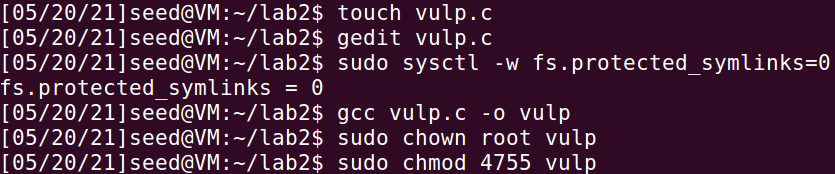 [05/20/21]seed@VM:~/lab2$ touch vulp.c
[05/20/21]seed@VM:~/lab2$ gedit vulp.c
[05/20/21]seed@VM:~/lab2$ sudo sysctl -w fs.protected_symlinks=0
fs.protected_symlinks = 0
[05/20/21]seed@VM:~/lab2$ gcc vulp.c -o vulp
[05/20/21]seed@VM:~/lab2$ sudo chown root vulp
[05/20/21]seed@VM:~/lab2$ sudo chmod 4755 vulp